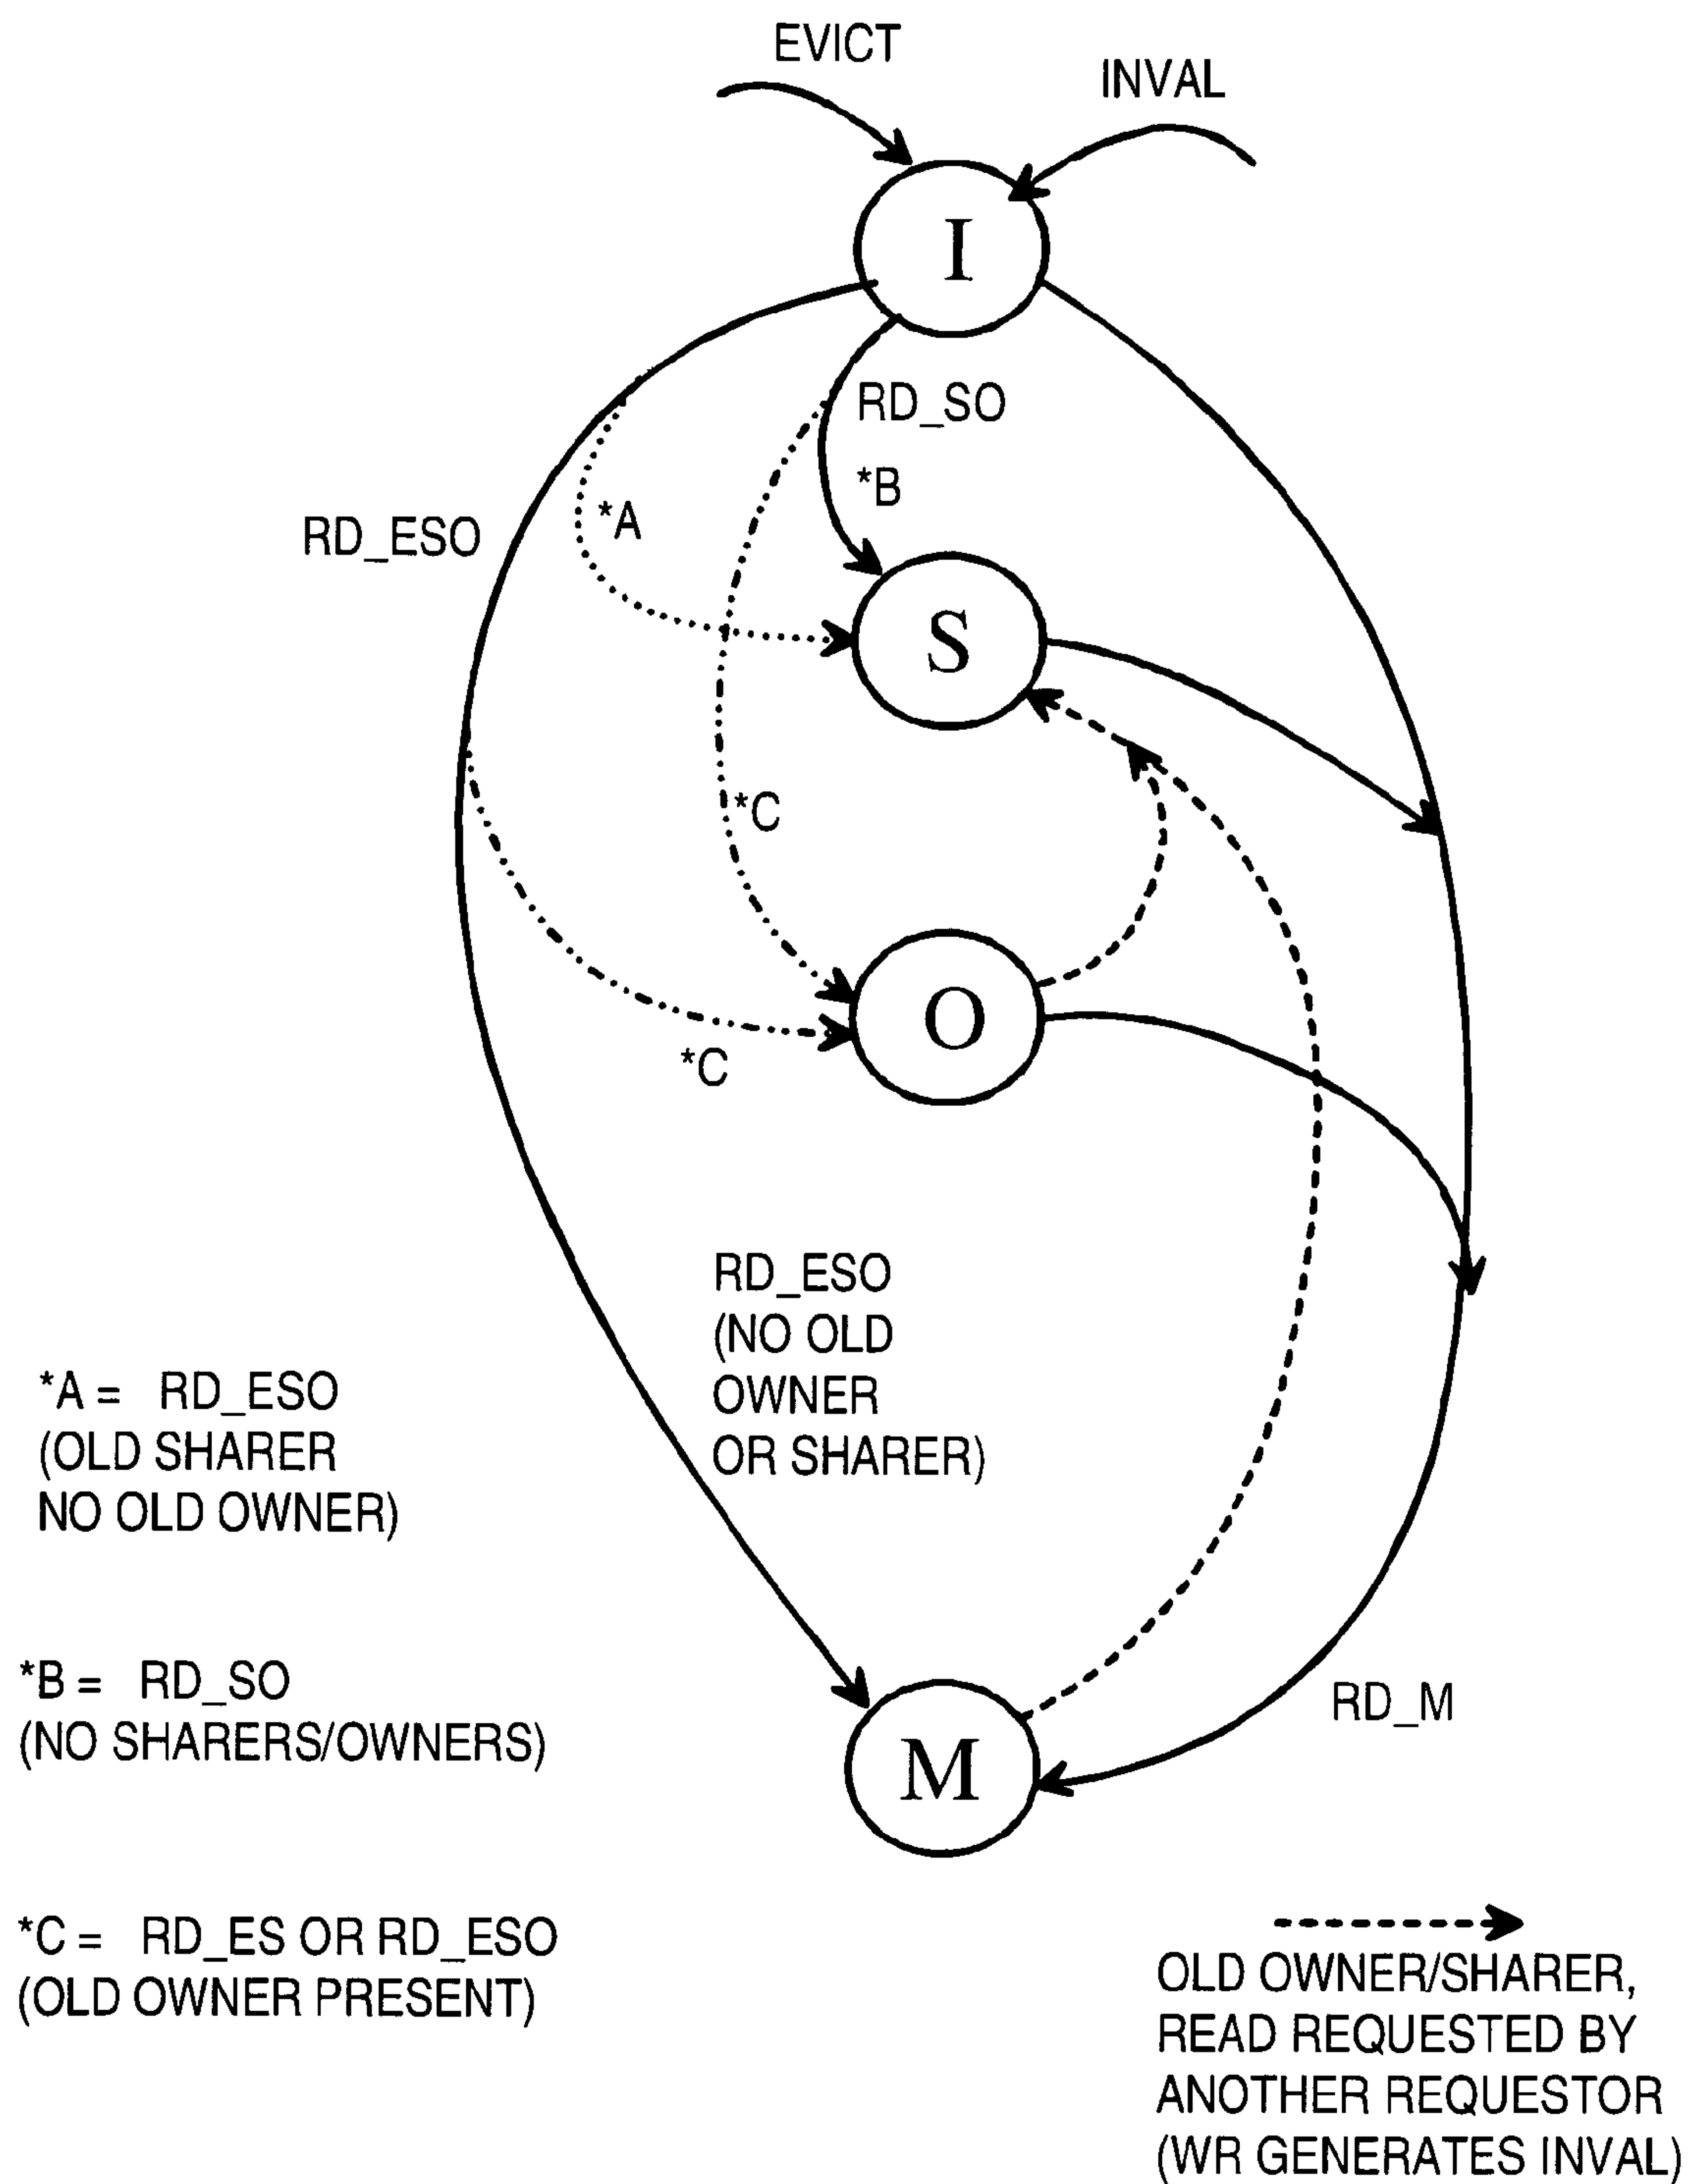 EVICT
INVAL
I
RD_SO
*B
*A
RD_ESO
S
*C
O
*C
RD_ESO
(NO OLD
OWNER
OR SHARER)
*A = RD_ESO
(OLD SHARER
NO OLD OWNER)
*B = RD_SO
(NO SHARERS/OWNERS)
RD_M
M
*C = RD_ES OR RD_ESO
(OLD OWNER PRESENT)
OLD OWNER/SHARER,
READ REQUESTED BY
ANOTHER REQUESTOR
(WR GENERATES INVAL)